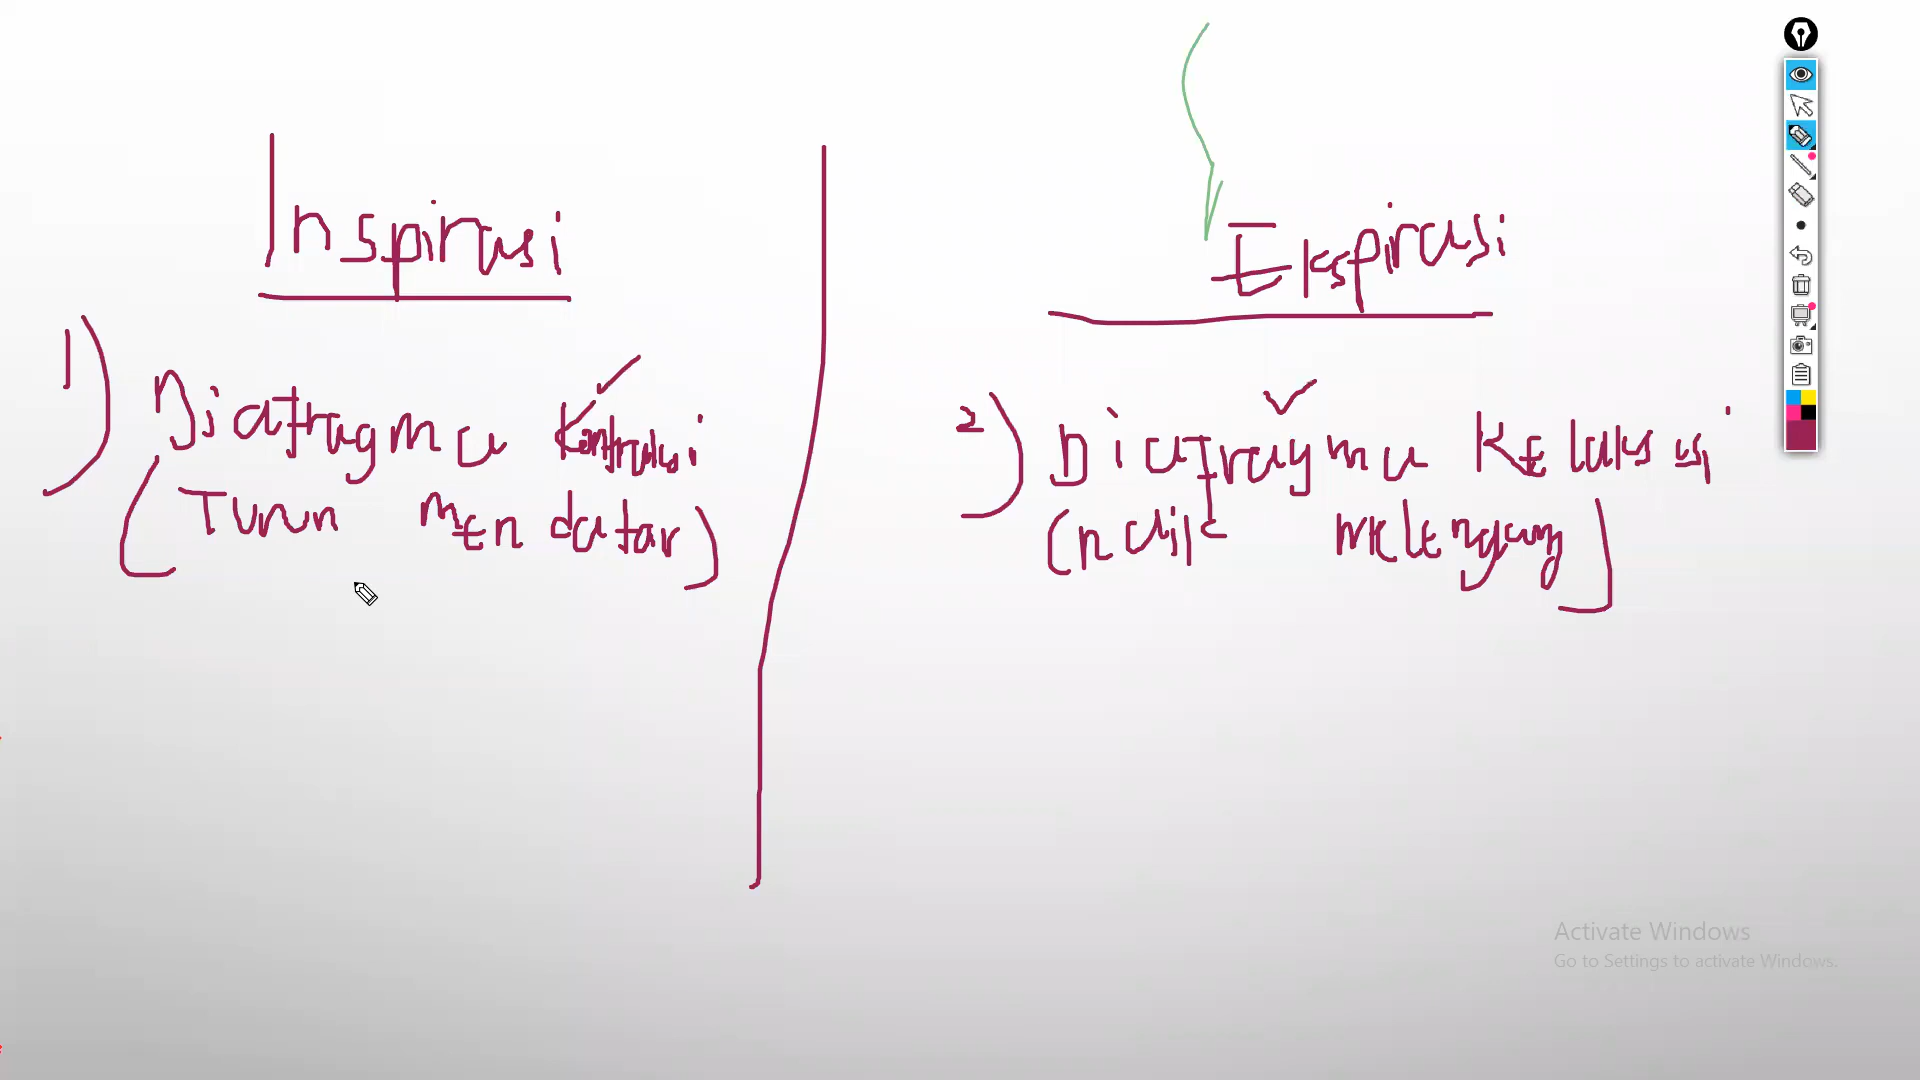 Inspirasi
1) Diafragma Kontraksi
(Turun mendatar)
Ekspirasi
2) Diafragma Relaksasi
(naik melengang)
Activate Windows
Go to Settings to activate Windows.